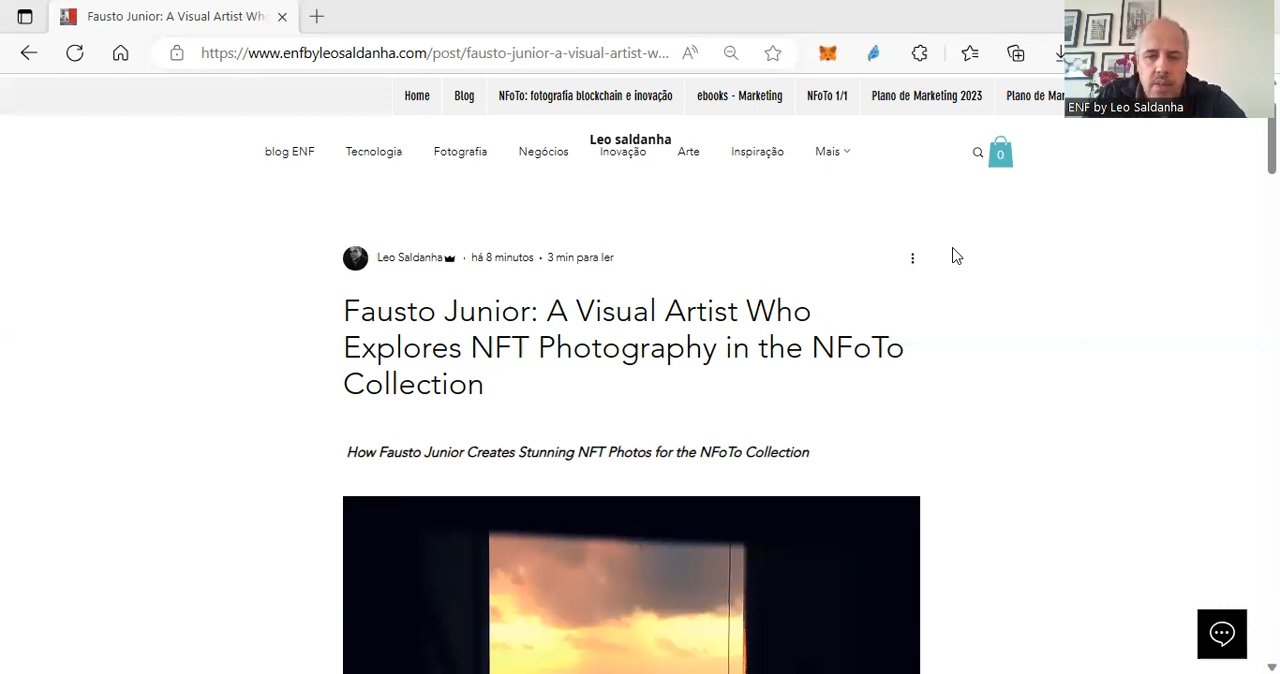 Fausto Junior: A Visual Artist Wh
https://www.enfbyleosaldanha.com/post/fausto-junior-a-visual-artist-w...
ENF by Leo Saldanha
Home Blog NFoTo: fotografia blockchain e inovação ebooks - Marketing NFoTo 1/1 Plano de Marketing 2023 Plano de Mar
Leo saldanha
blog ENF Tecnologia Fotografia Negócios Inovação Arte Inspiração Mais 0
Leo Saldanha · há 8 minutos · 3 min para ler
Fausto Junior: A Visual Artist Who
Explores NFT Photography in the NFoTo
Collection
How Fausto Junior Creates Stunning NFT Photos for the NFoTo Collection